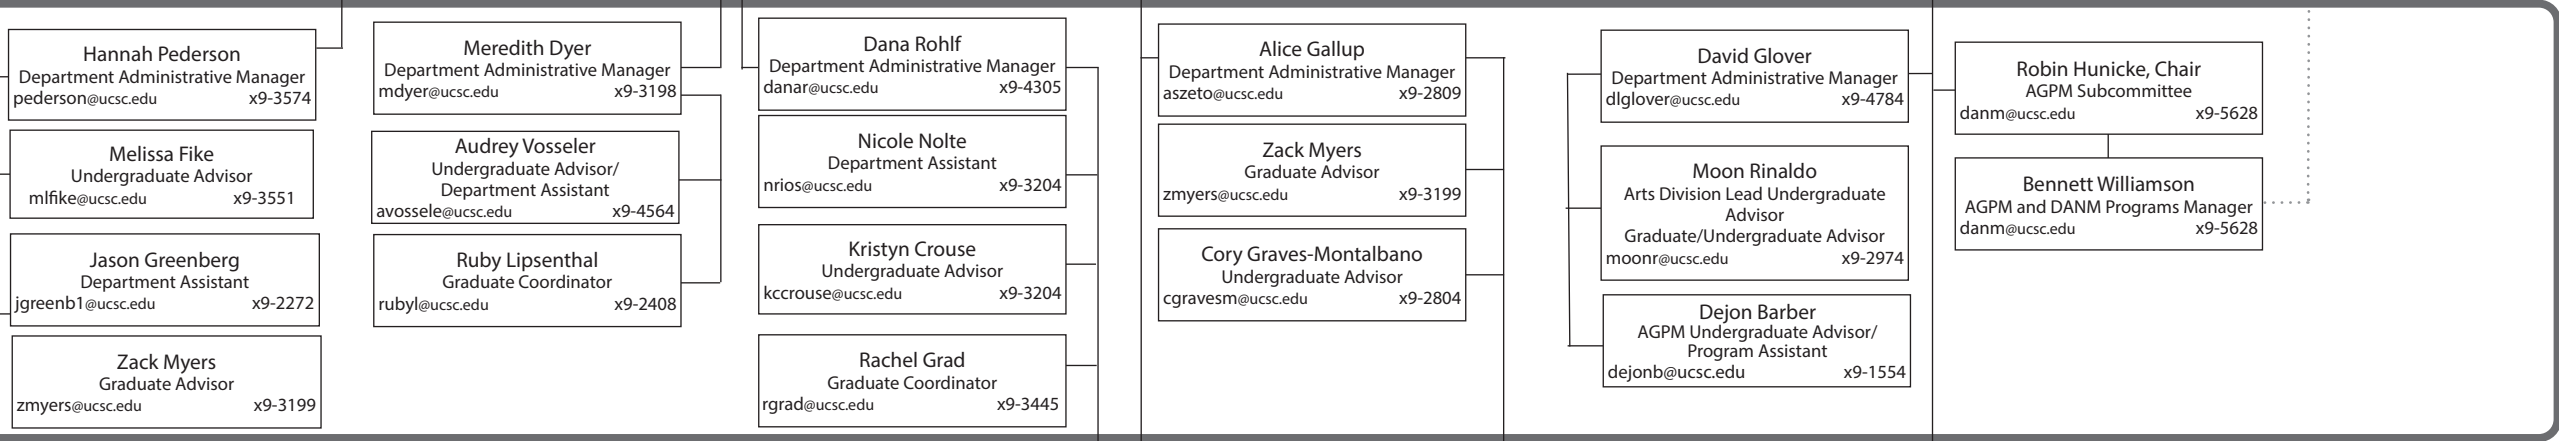 Hannah Pederson
Department Administrative Manager
pederson@ucsc.edu x9-3574
Melissa Fike
Undergraduate Advisor
mlfike@ucsc.edu x9-3551
Jason Greenberg
Department Assistant
jgreenb1@ucsc.edu x9-2272
Zack Myers
Graduate Advisor
zmyers@ucsc.edu x9-3199
Meredith Dyer
Department Administrative Manager
mdyer@ucsc.edu x9-3198
Audrey Vosseler
Undergraduate Advisor/
Department Assistant
avossele@ucsc.edu x9-4564
Ruby Lipsenthal
Graduate Coordinator
rubyl@ucsc.edu x9-2408
Dana Rohlf
Department Administrative Manager
danar@ucsc.edu x9-4305
Nicole Nolte
Department Assistant
nrios@ucsc.edu x9-3204
Kristyn Crouse
Undergraduate Advisor
kccrouse@ucsc.edu x9-3204
Rachel Grad
Graduate Coordinator
rgrad@ucsc.edu x9-3445
Alice Gallup
Department Administrative Manager
aszeto@ucsc.edu x9-2809
Zack Myers
Graduate Advisor
zmyers@ucsc.edu x9-3199
Cory Graves-Montalbano
Undergraduate Advisor
cgravesm@ucsc.edu x9-2804
David Glover
Department Administrative Manager
dlglover@ucsc.edu x9-4784
Moon Rinaldo
Arts Division Lead Undergraduate
Advisor
Graduate/Undergraduate Advisor
moonr@ucsc.edu x9-2974
Dejon Barber
AGPM Undergraduate Advisor/
Program Assistant
dejonb@ucsc.edu x9-1554
Robin Hunicke, Chair
AGPM Subcommittee
danm@ucsc.edu x9-5628
Bennett Williamson
AGPM and DANM Programs Manager
danm@ucsc.edu x9-5628